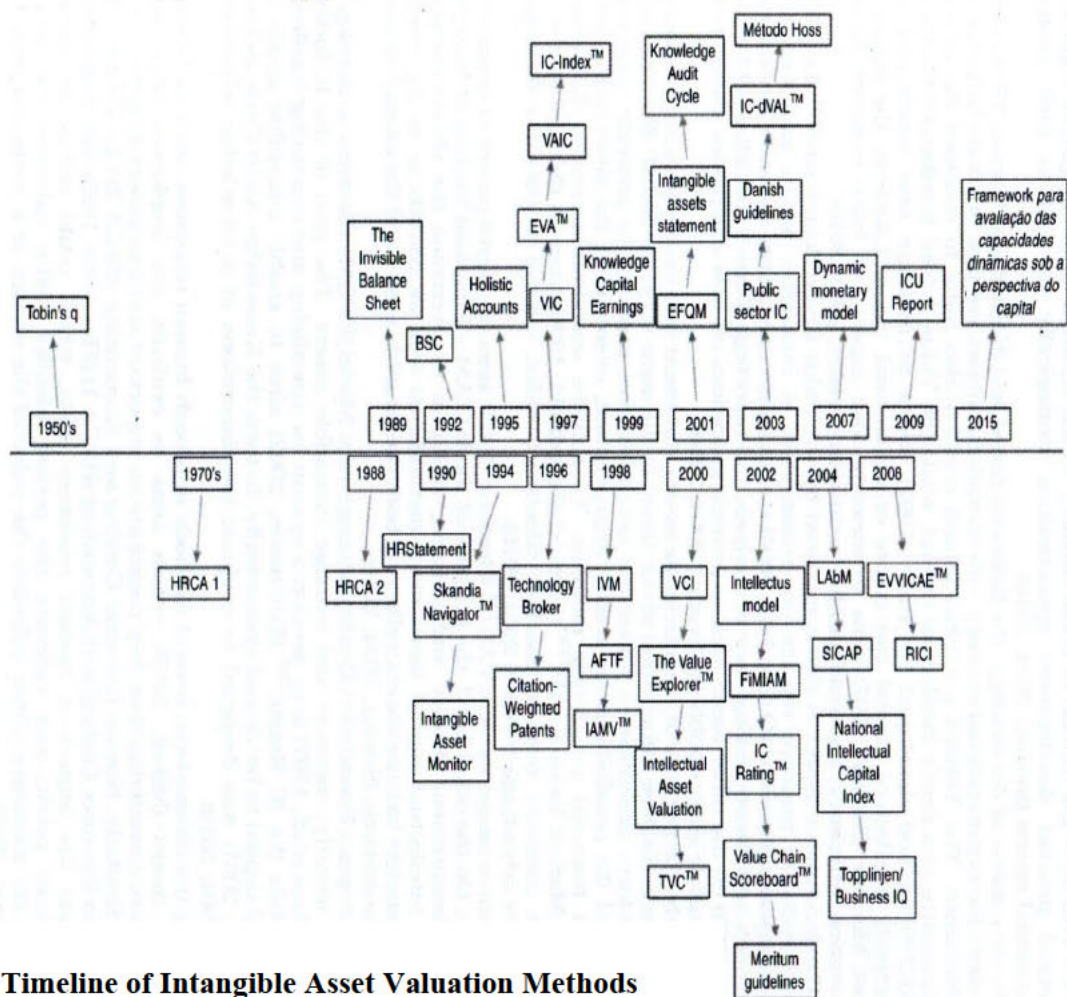 Método Hoss
IC-Index™
Knowledge
Audit
Cycle
IC-dVAL™
VAIC
Intangible
assets
statement
Danish
guidelines
EVA™
The
Invisible
Balance
Sheet
Holistic
Accounts
VIC
Knowledge
Capital
Earnings
EFQM
Public
sector IC
Dynamic
monetary
model
ICU
Report
Framework para
avaliação das
capacidades
dinâmicas sob a
perspectiva do
capital
Tobin's q
BSC
1950's
1989
1992
1995
1997
1999
2001
2003
2007
2009
2015
1970's
1988
1990
1994
1996
1998
2000
2002
2004
2008
HRCA 1
HRCA 2
HRStatement
Skandia
Navigator™
Technology
Broker
IVM
VCI
Intellectus
model
LAbM
EVVICAE™
Intangible
Asset
Monitor
Citation-
Weighted
Patents
AFTF
IAMV™
The Value
Explorer™
FiMIAM
SICAP
RICI
Intellectual
Asset
Valuation
IC
Rating™
National
Intellectual
Capital
Index
TVC™
Value Chain
Scoreboard™
Topplinjen/
Business IQ
Meritum
guidelines
Timeline of Intangible Asset Valuation Methods